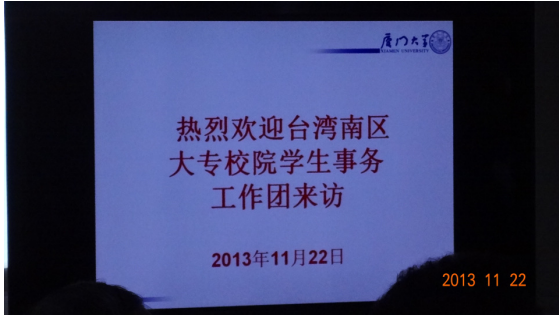 厦门大学
XIAMEN UNIVERSITY
热烈欢迎台湾南区
大专校院学生事务
工作团来访
2013年11月22日
2013 11 22